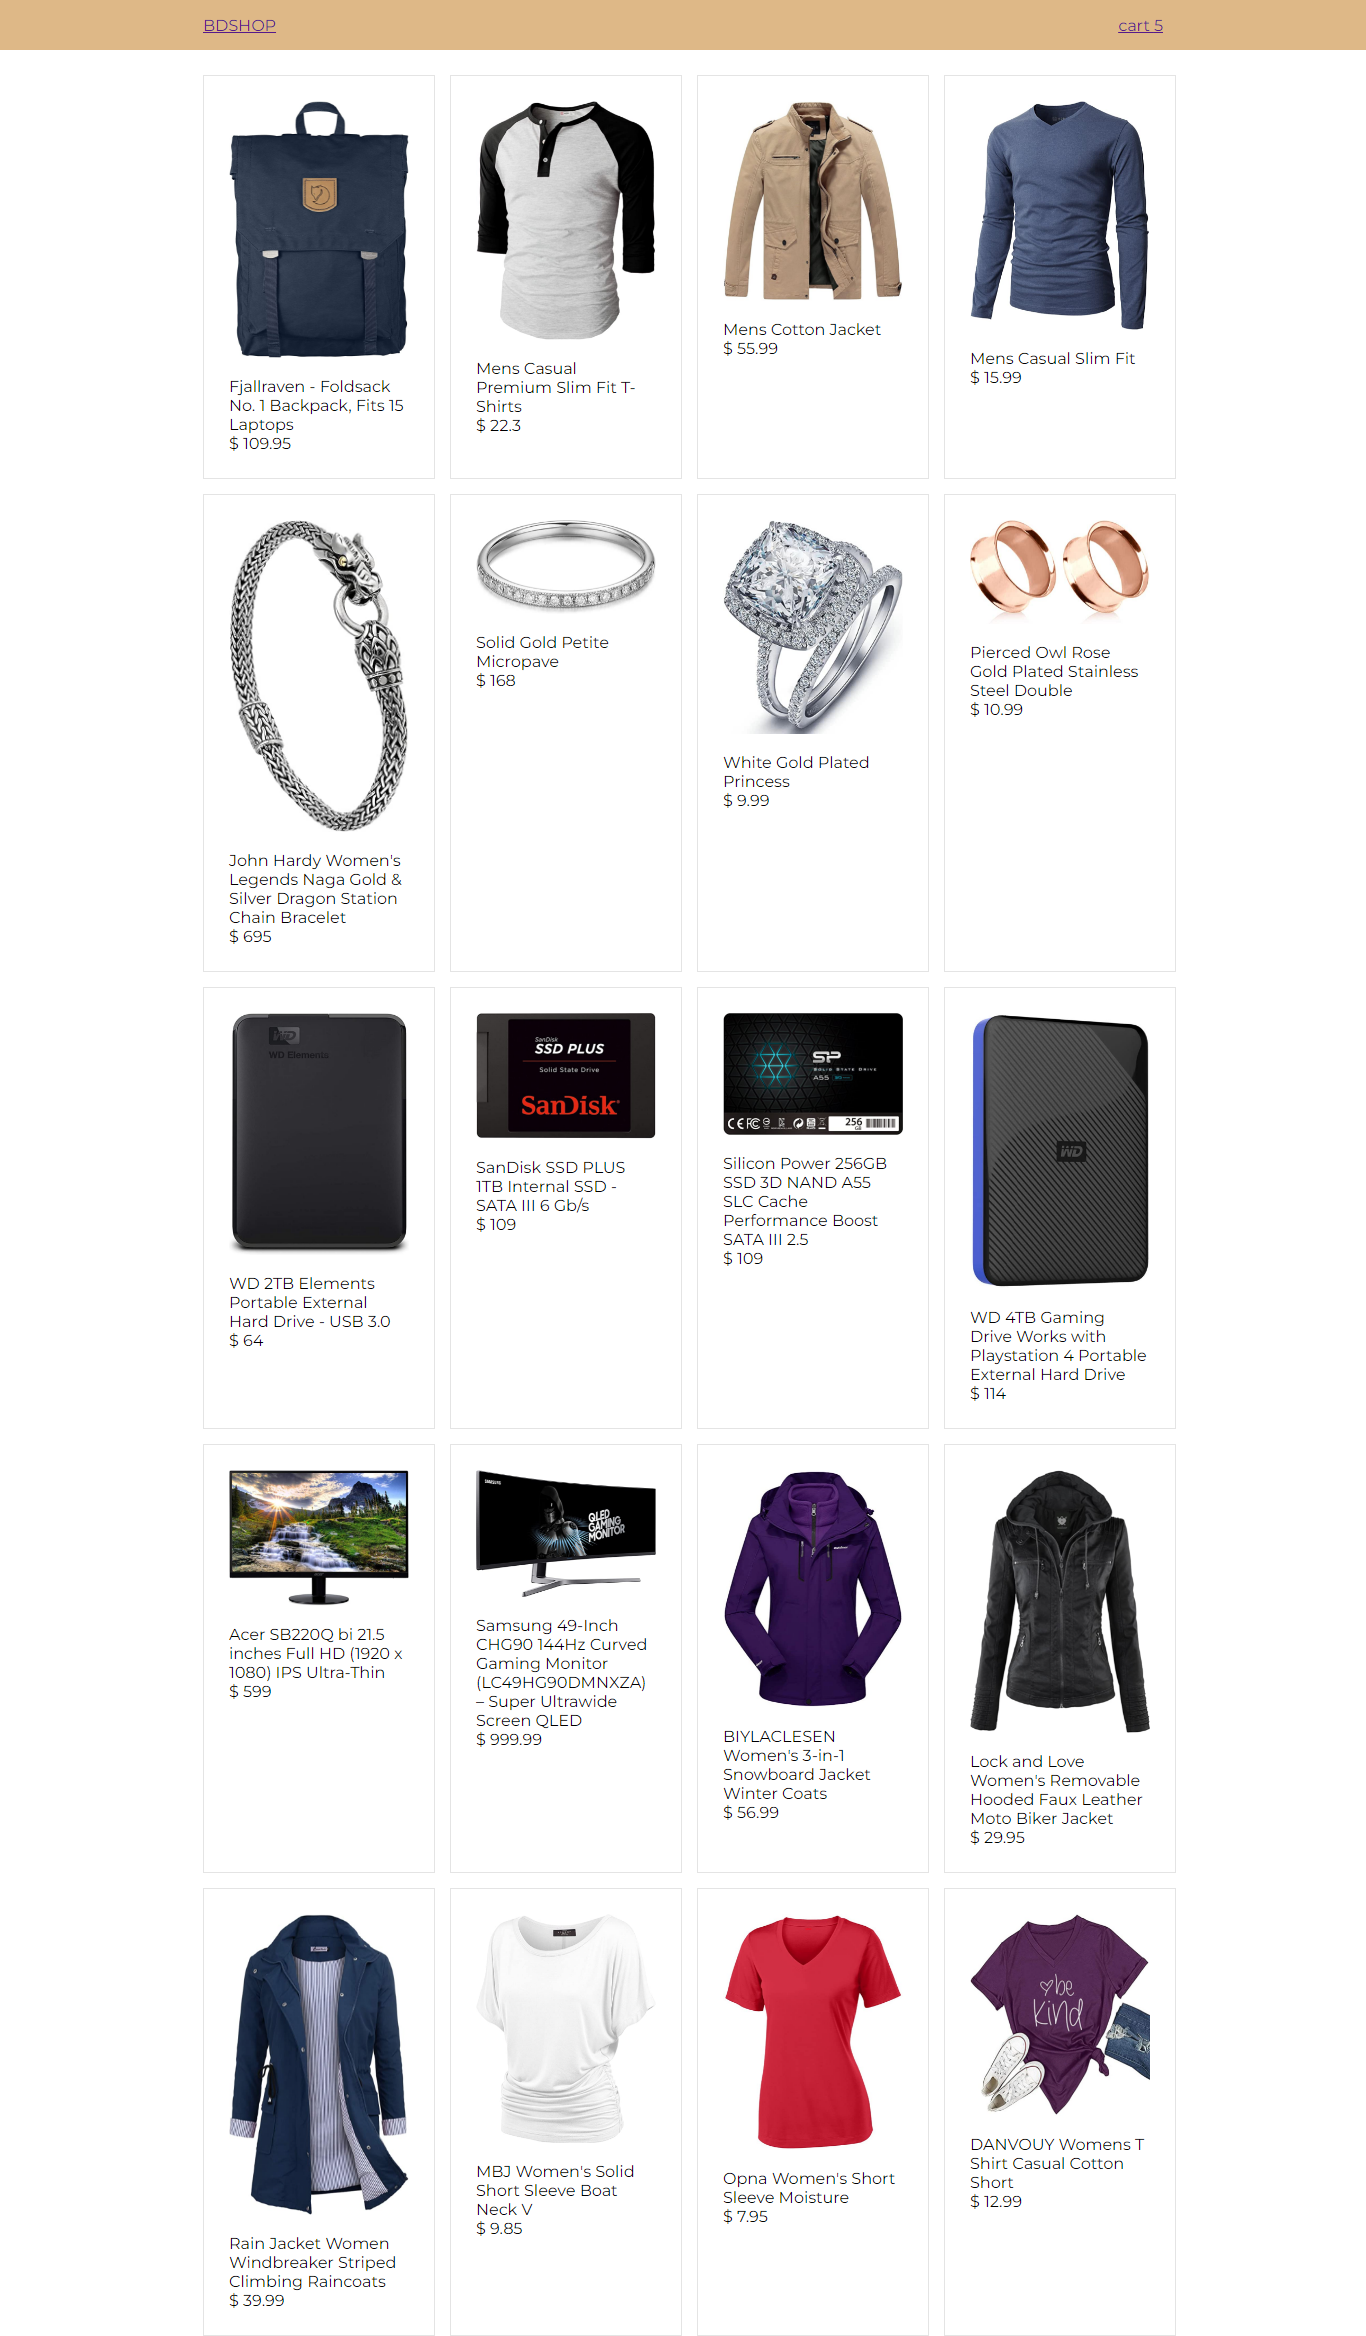 BDSHOP
cart 5
Fjallraven - Foldsack
No. 1 Backpack, Fits 15
Laptops
$ 109.95
Mens Casual
Premium Slim Fit T-
Shirts
$ 22.3
Mens Cotton Jacket
$ 55.99
Mens Casual Slim Fit
$ 15.99
John Hardy Women's
Legends Naga Gold &
Silver Dragon Station
Chain Bracelet
$ 695
Solid Gold Petite
Micropave
$ 168
White Gold Plated
Princess
$ 9.99
Pierced Owl Rose
Gold Plated Stainless
Steel Double
$ 10.99
WD
WD Elements
WD 2TB Elements
Portable External
Hard Drive - USB 3.0
$ 64
SanDisk
SSD PLUS
Solid State Drive
SanDisk
SanDisk SSD PLUS
1TB Internal SSD -
SATA III 6 Gb/s
$ 109
SP
SOLID STATE DRIVE
A55
256
GB
Silicon Power 256GB
SSD 3D NAND A55
SLC Cache
Performance Boost
SATA III 2.5
$ 109
WD
WD 4TB Gaming
Drive Works with
Playstation 4 Portable
External Hard Drive
$ 114
Acer SB220Q bi 21.5
inches Full HD (1920 x
1080) IPS Ultra-Thin
$ 599
SAMSUNG
QLED
GAMING
MONITOR
Samsung 49-Inch
CHG90 144Hz Curved
Gaming Monitor
(LC49HG90DMNXZA)
– Super Ultrawide
Screen QLED
$ 999.99
BIYLACLESEN
Women's 3-in-1
Snowboard Jacket
Winter Coats
$ 56.99
Lock and Love
Women's Removable
Hooded Faux Leather
Moto Biker Jacket
$ 29.95
Rain Jacket Women
Windbreaker Striped
Climbing Raincoats
$ 39.99
MBJ Women's Solid
Short Sleeve Boat
Neck V
$ 9.85
Opna Women's Short
Sleeve Moisture
$ 7.95
be
kind
DANVOUY Womens T
Shirt Casual Cotton
Short
$ 12.99